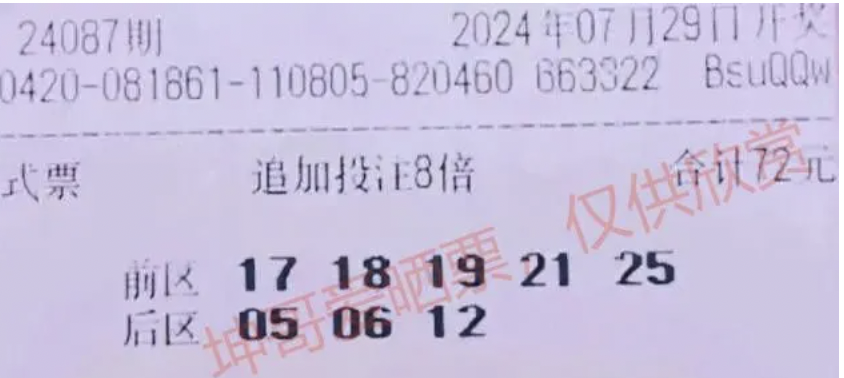 24087期
2024年07月29日开奖
0420-081861-110805-820460 663322 BsuQQw
式票 追加投注8倍 合计72元
前区 17 18 19 21 25
后区 05 06 12
坤哥爱晒票,仅供欣赏